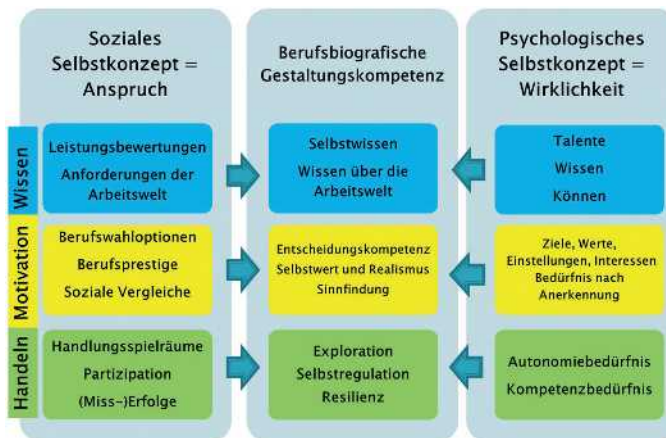 Soziales
Selbstkonzept =
Anspruch
Berufsbiografische
Gestaltungskompetenz
Psychologisches
Selbstkonzept =
Wirklichkeit
Wissen
Leistungsbewertungen
Anforderungen der
Arbeitswelt
Selbstwissen
Wissen über die
Arbeitswelt
Talente
Wissen
Können
Motivation
Berufswahloptionen
Berufsprestige
Soziale Vergleiche
Entscheidungskompetenz
Selbstwert und Realismus
Sinnfindung
Ziele, Werte,
Einstellungen, Interessen
Bedürfnis nach
Anerkennung
Handeln
Handlungsspielräume
Partizipation
(Miss-)Erfolge
Exploration
Selbstregulation
Resilienz
Autonomiebedürfnis
Kompetenzbedürfnis